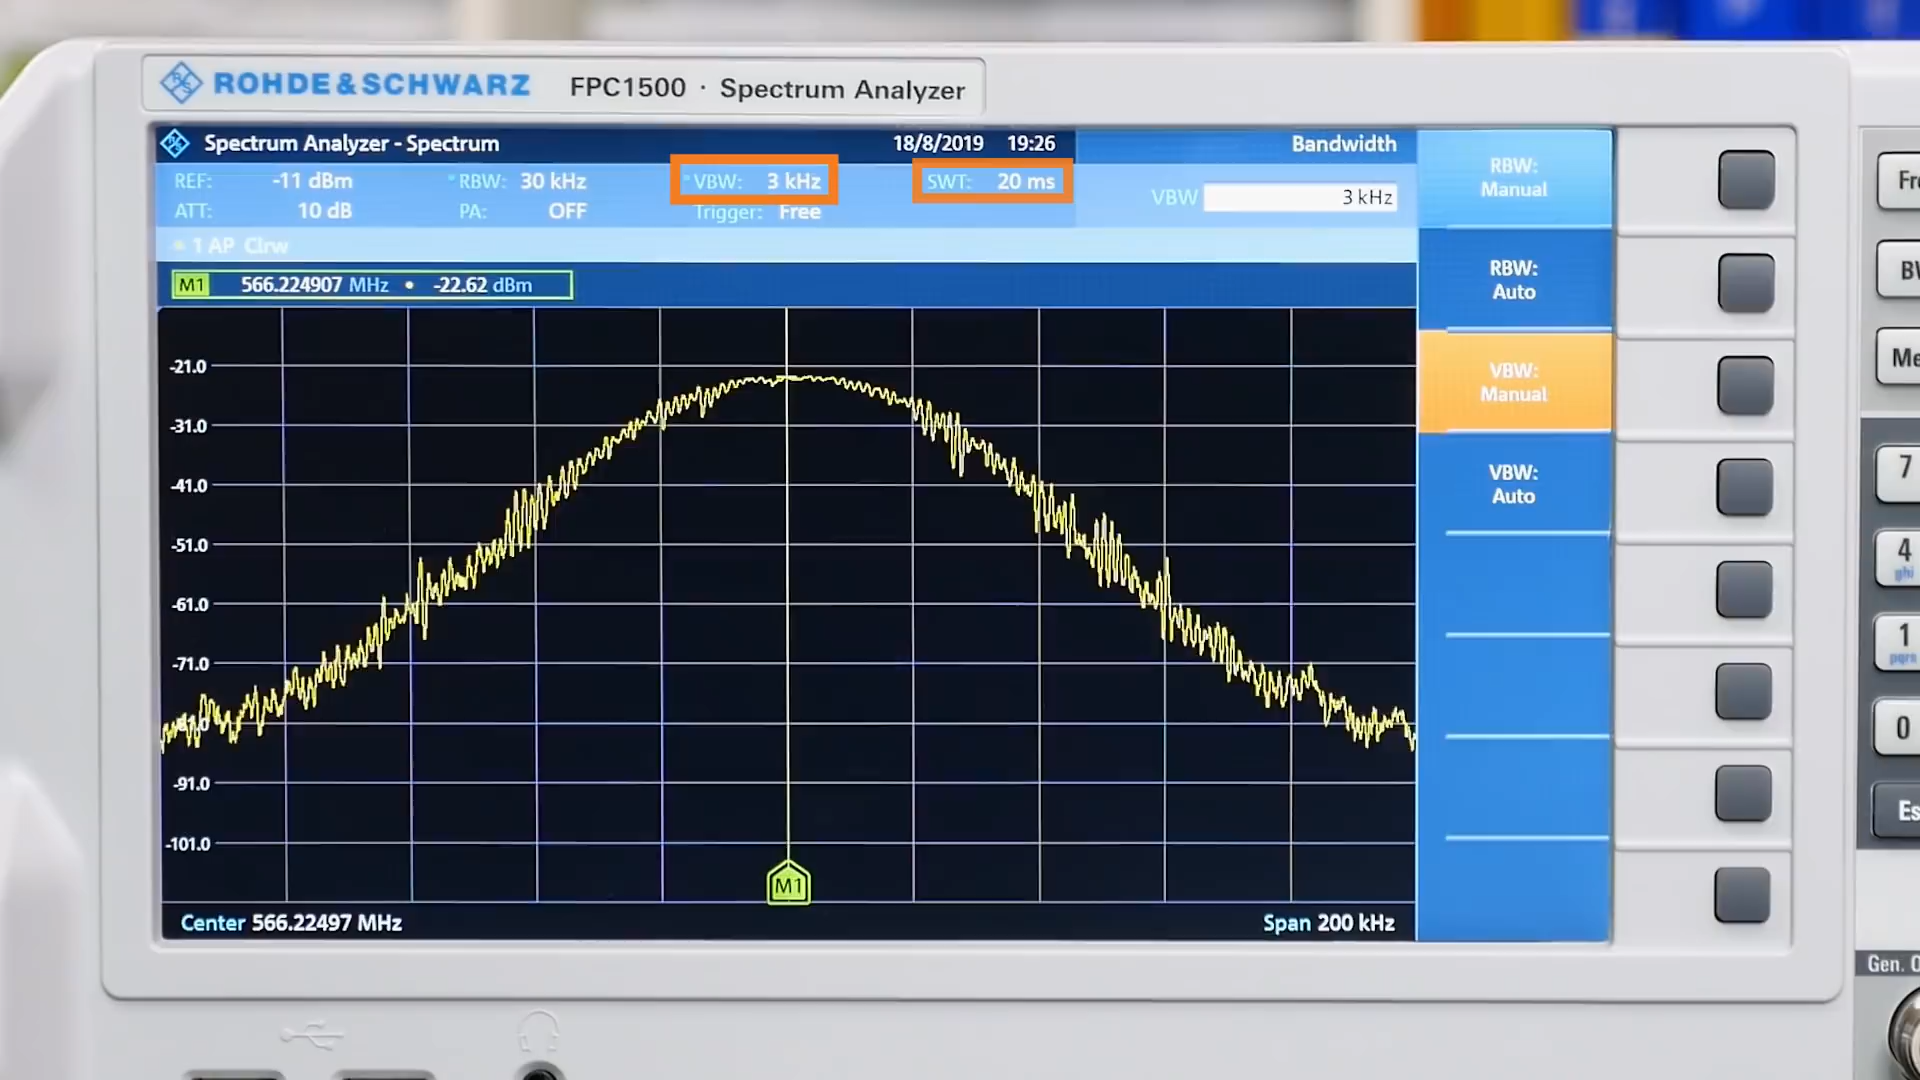 ROHDE & SCHWARZ FPC1500 · Spectrum Analyzer
Spectrum Analyzer - Spectrum 18/8/2019 19:26 Bandwidth
REF: -11 dBm RBW: 30 kHz VBW: 3 kHz SWT: 20 ms
ATT: 10 dB PA: OFF Trigger: Free
VBW 3 kHz
1 AP Clrw
M1 566.224907 MHz • -22.62 dBm
-21.0
-31.0
-41.0
-51.0
-61.0
-71.0
-81.0
-91.0
-101.0
M1
Center 566.22497 MHz Span 200 kHz
RBW:
Manual
RBW:
Auto
VBW:
Manual
VBW:
Auto
7
4
ghi
1
pqrs
0
Gen.